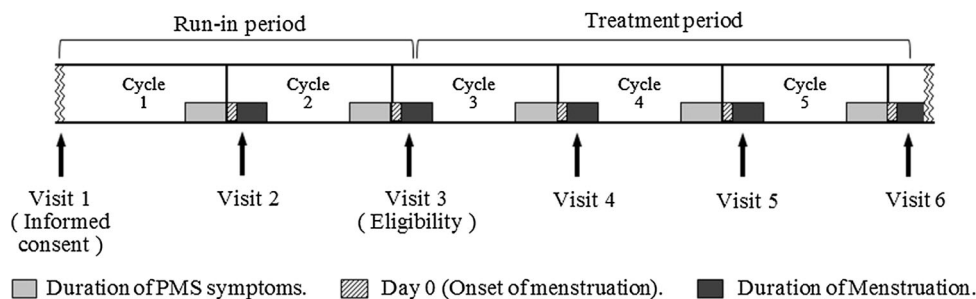 Run-in period
Treatment period
Cycle
1
Cycle
2
Cycle
3
Cycle
4
Cycle
5
Visit 1
( Informed
consent )
Visit 2
Visit 3
( Eligibility )
Visit 4
Visit 5
Visit 6
Duration of PMS symptoms.
Day 0 (Onset of menstruation).
Duration of Menstruation.